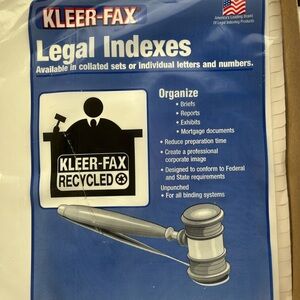 KLEER-FAX
America's Leading Brand
Of Legal Indexing Products
Legal Indexes
Available in collated sets or individual letters and numbers.
Organize
• Briefs
• Reports
• Exhibits
• Mortgage documents
• Reduce preparation time
• Create a professional
corporate image
• Designed to conform to Federal
and State requirements
Unpunched
• For all binding systems
KLEER-FAX
RECYCLED